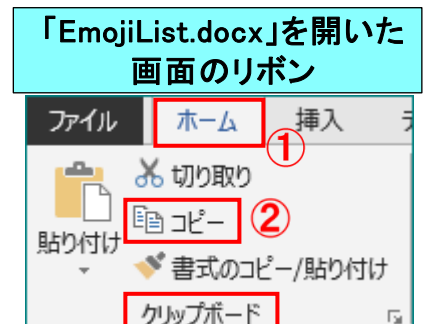 「EmojiList.docx」を開いた
画面のリボン
ファイル
ホーム
挿入
①
切り取り
コピー
②
貼り付け
書式のコピー/貼り付け
クリップボード